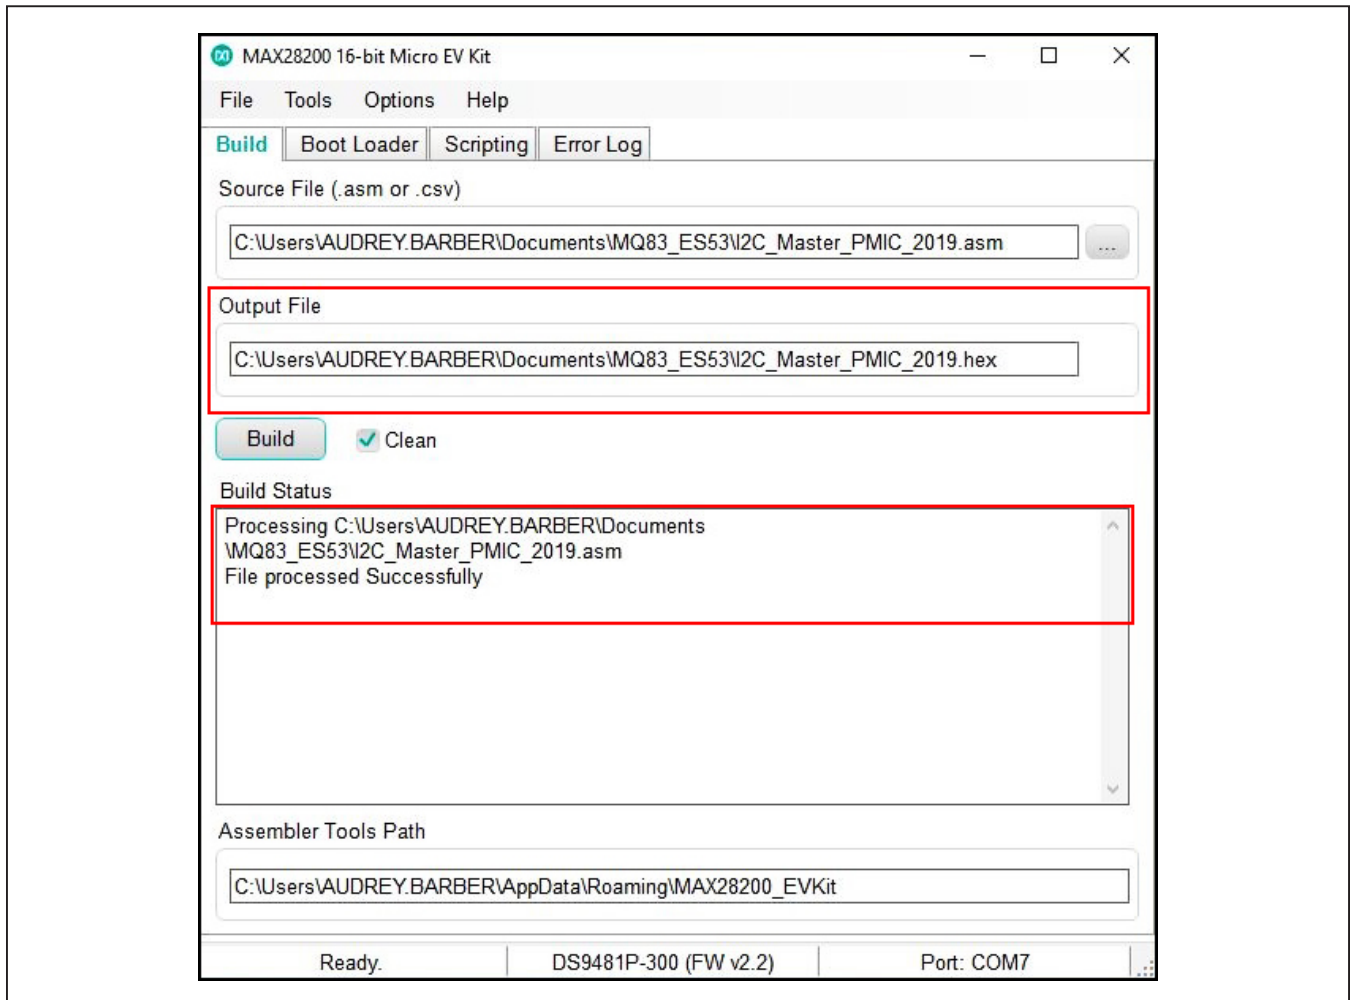 MAX28200 16-bit Micro EV Kit
File Tools Options Help
Build Boot Loader Scripting Error Log
Source File (.asm or .csv)
C:\Users\AUDREY.BARBER\Documents\MQ83_ES53\I2C_Master_PMIC_2019.asm ...
Output File
C:\Users\AUDREY.BARBER\Documents\MQ83_ES53\I2C_Master_PMIC_2019.hex
Build Clean
Build Status
Processing C:\Users\AUDREY.BARBER\Documents
\MQ83_ES53\I2C_Master_PMIC_2019.asm
File processed Successfully
Assembler Tools Path
C:\Users\AUDREY.BARBER\AppData\Roaming\MAX28200_EVKit
Ready. DS9481P-300 (FW v2.2) Port: COM7